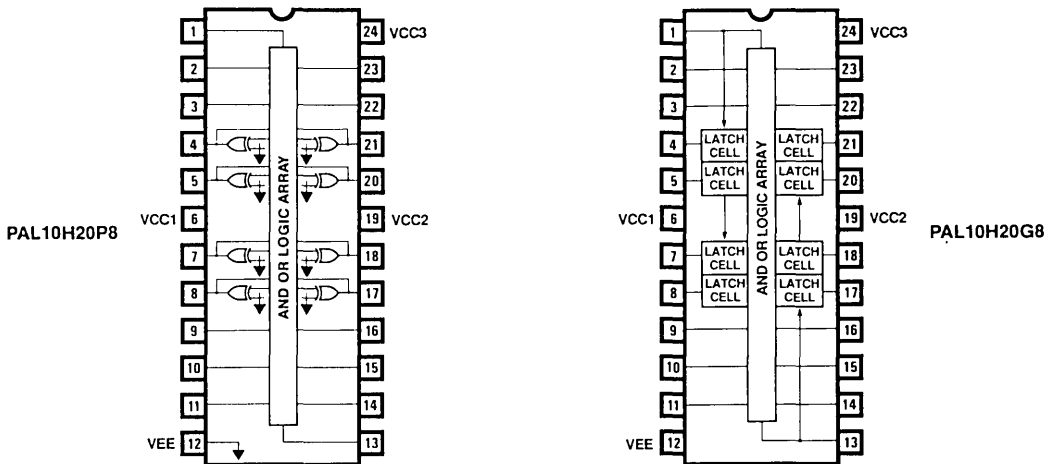 PAL10H20P8
1
24 VCC3
2
23
3
22
4
21
5
20
VCC1 6
19 VCC2
7
18
8
17
9
16
10
15
11
14
VEE 12
13
AND OR LOGIC ARRAY
PAL10H20G8
1
24 VCC3
2
23
3
22
4
LATCH CELL
LATCH CELL
21
5
LATCH CELL
LATCH CELL
20
VCC1 6
19 VCC2
7
LATCH CELL
LATCH CELL
18
8
LATCH CELL
LATCH CELL
17
9
16
10
15
11
14
VEE 12
13
AND OR LOGIC ARRAY